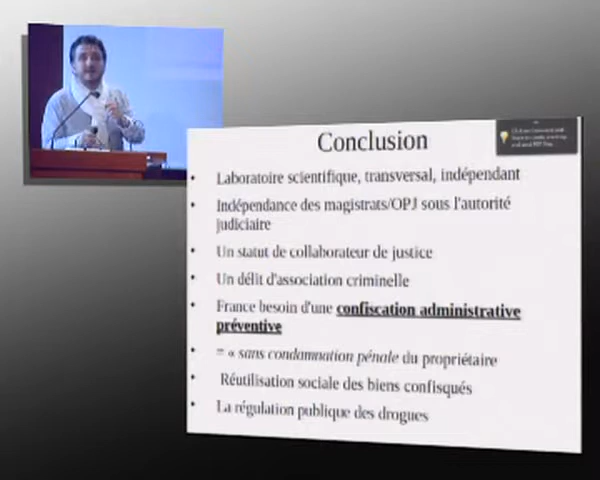 Conclusion
Laboratoire scientifique, transversal, indépendant
Indépendance des magistrats/OPJ sous l'autorité
judiciaire
Un statut de collaborateur de justice
Un délit d'association criminelle
France besoin d'une confiscation administrative
préventive
= « sans condamnation pénale du propriétaire
Réutilisation sociale des biens confisqués
La régulation publique des drogues